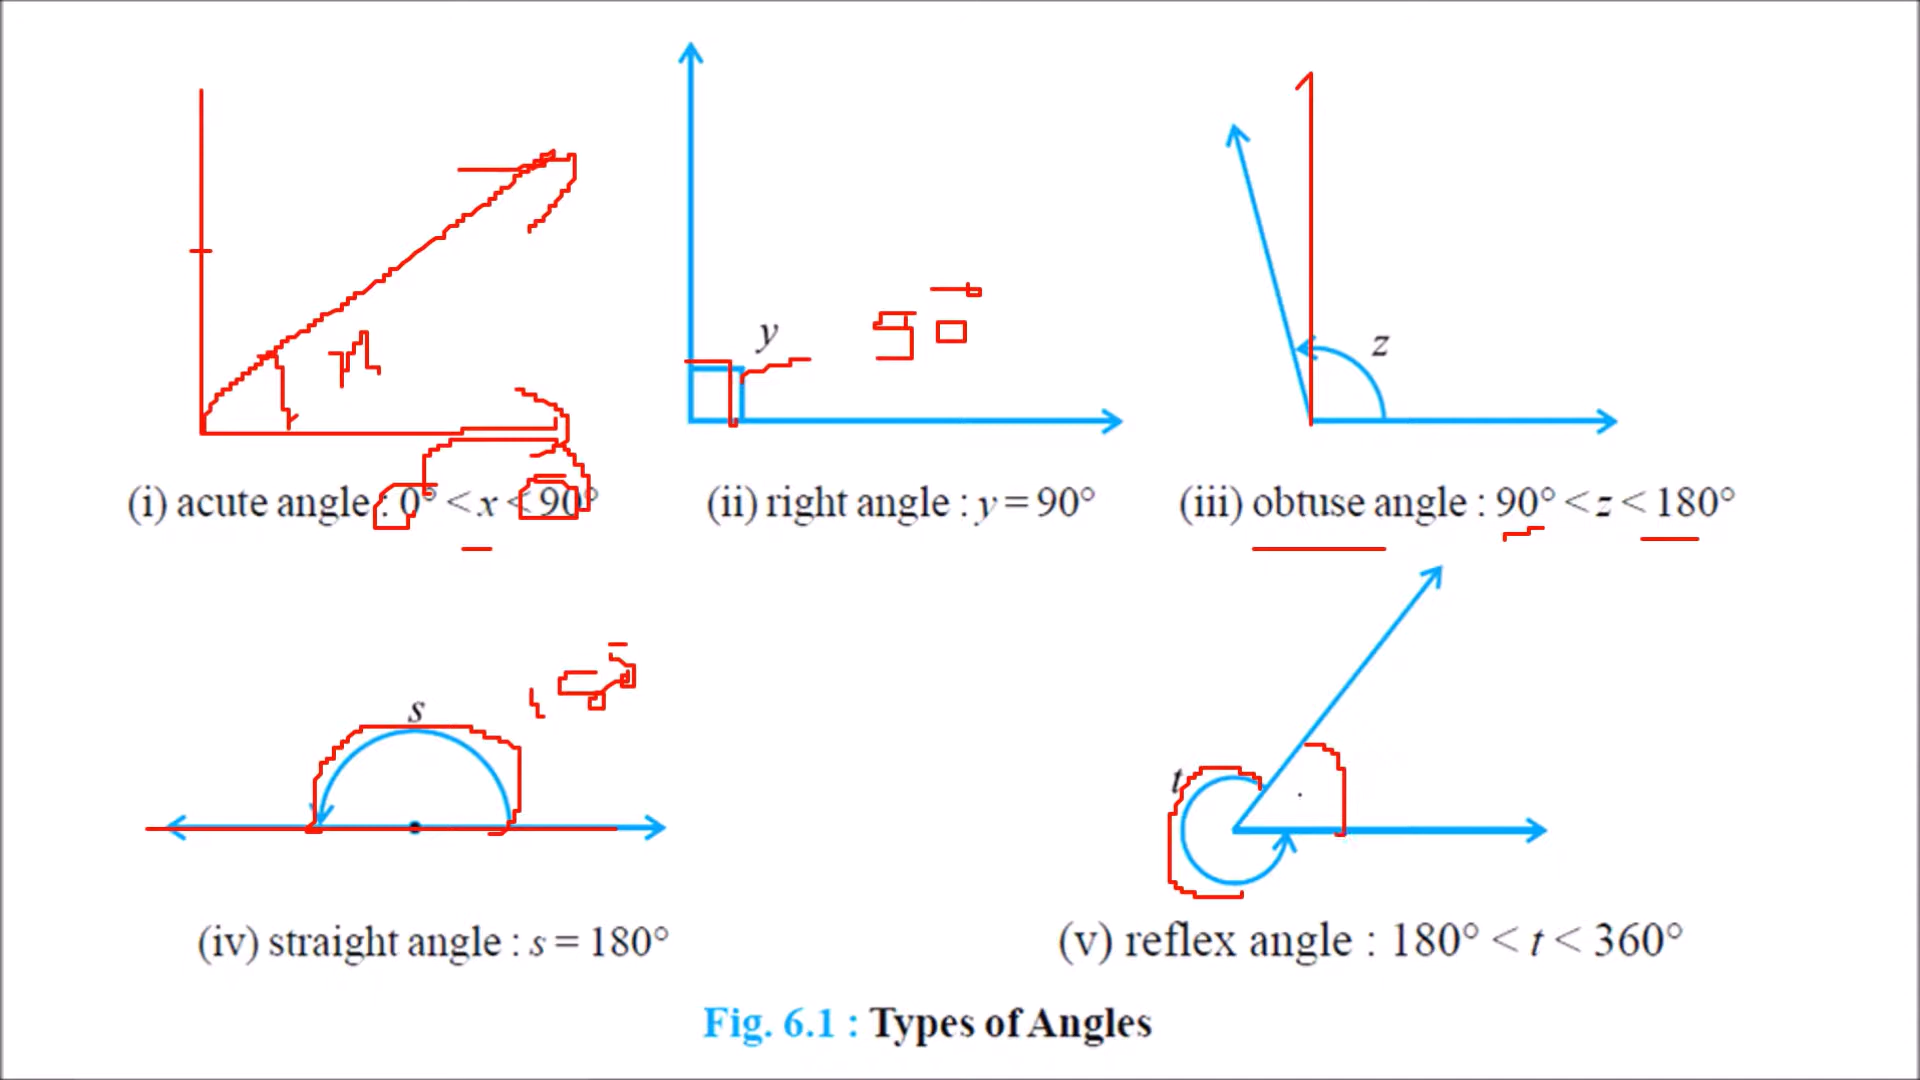 y
z
(i) acute angle : 0° < x < 90°
(ii) right angle : y = 90°
(iii) obtuse angle : 90° < z < 180°
s
t
(iv) straight angle : s = 180°
(v) reflex angle : 180° < t < 360°
Fig. 6.1 : Types of Angles